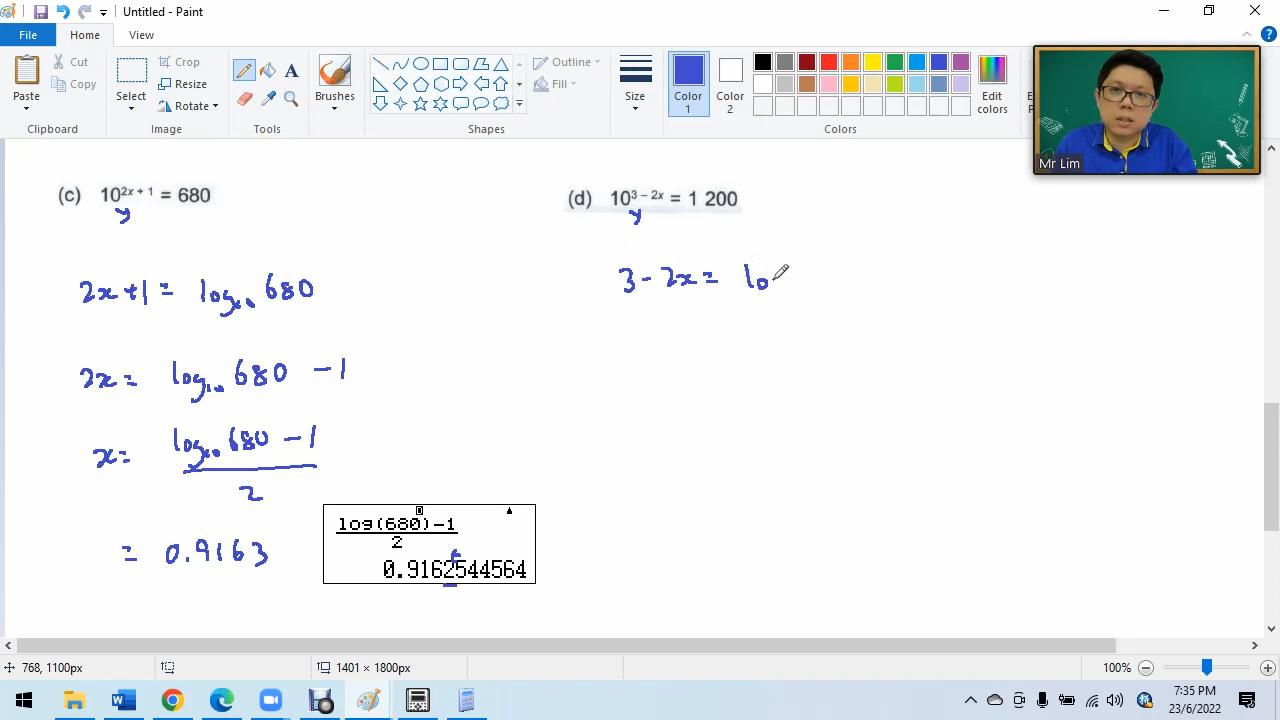 Untitled - Paint
File Home View
Paste Cut Copy
Clipboard
Select Crop Resize Rotate
Image
Tools
Brushes
Outline Fill
Shapes
Size
Color 1
Color 2
Edit colors
Colors
Mr Lim
(c) 10^{2x + 1} = 680
y
2x+1 = log₁₀ 680
2x = log₁₀ 680 - 1
x = log₁₀ 680 - 1
2
= 0.9163
log(680)-1
2
0.9162544564
(d) 10^{3 - 2x} = 1 200
y
3 - 2x = lo
768, 1100px
1401 × 1800px
100%
7:35 PM
23/6/2022